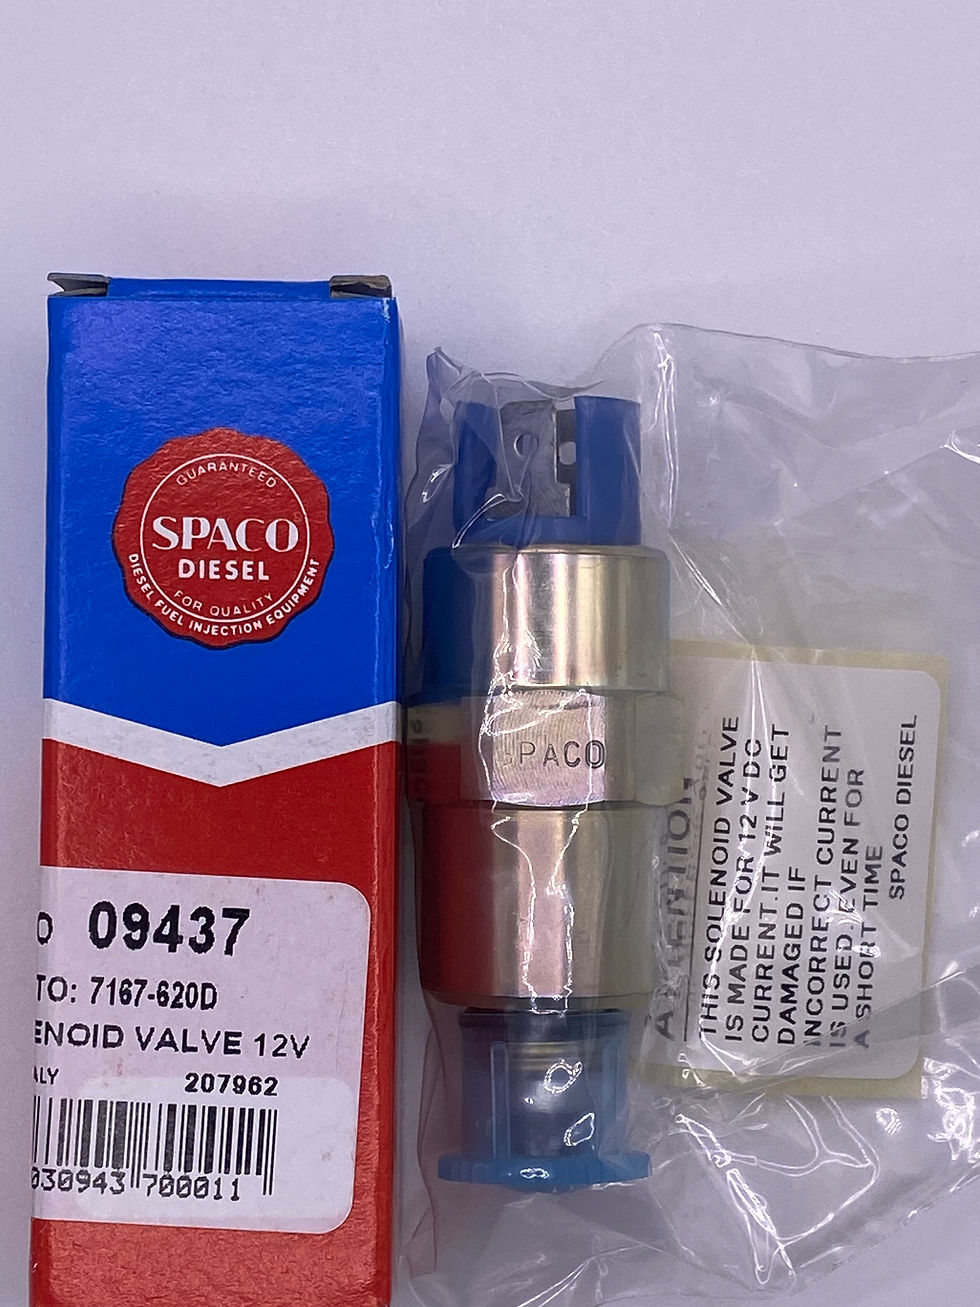 GUARANTEED
SPACO
DIESEL
FOR QUALITY
DIESEL FUEL INJECTION EQUIPMENT
O 09437
TO: 7167-620D
ENOID VALVE 12V
ALY 207962
030943 700011
SPACO
ATTENTION
THIS SOLENOID VALVE
IS MADE FOR 12 V DC
CURRENT.IT WILL GET
DAMAGED IF
INCORRECT CURRENT
IS USED, EVEN FOR
A SHORT TIME
SPACO DIESEL